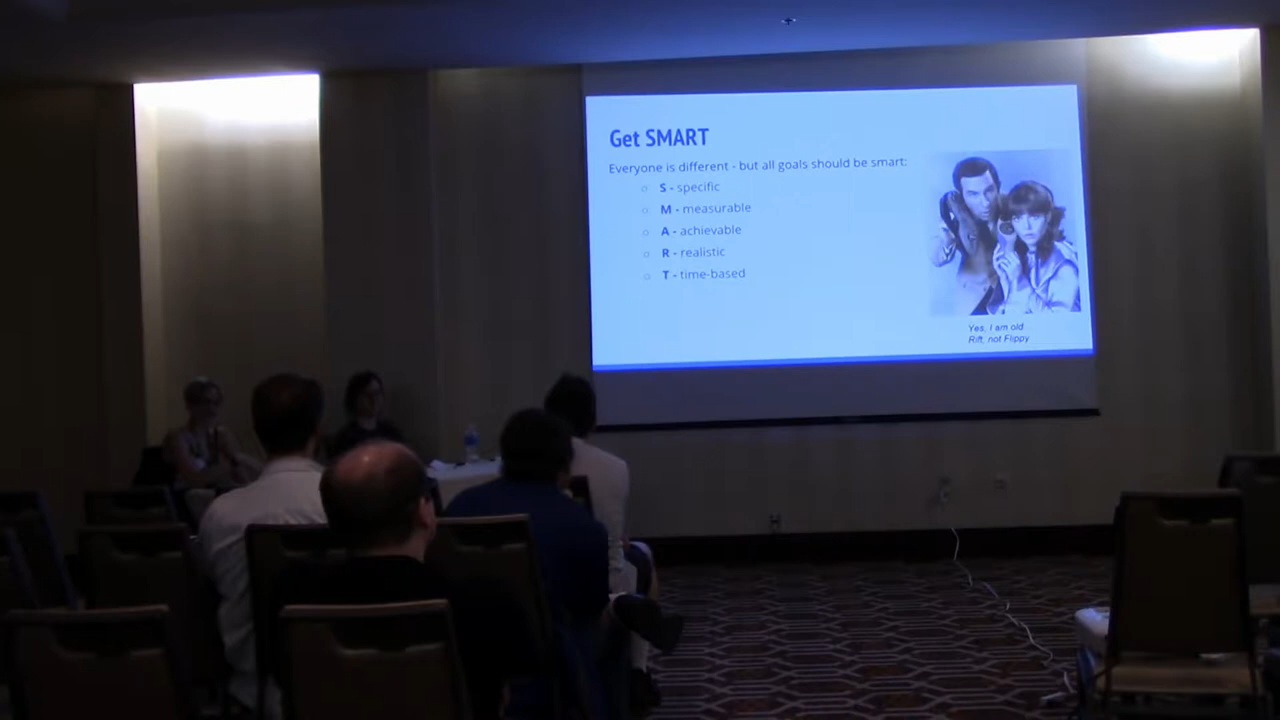 Get SMART
Everyone is different - but all goals should be smart:
S - specific
M - measurable
A - achievable
R - realistic
T - time-based
Yes, I am old
Rift, not Flippy